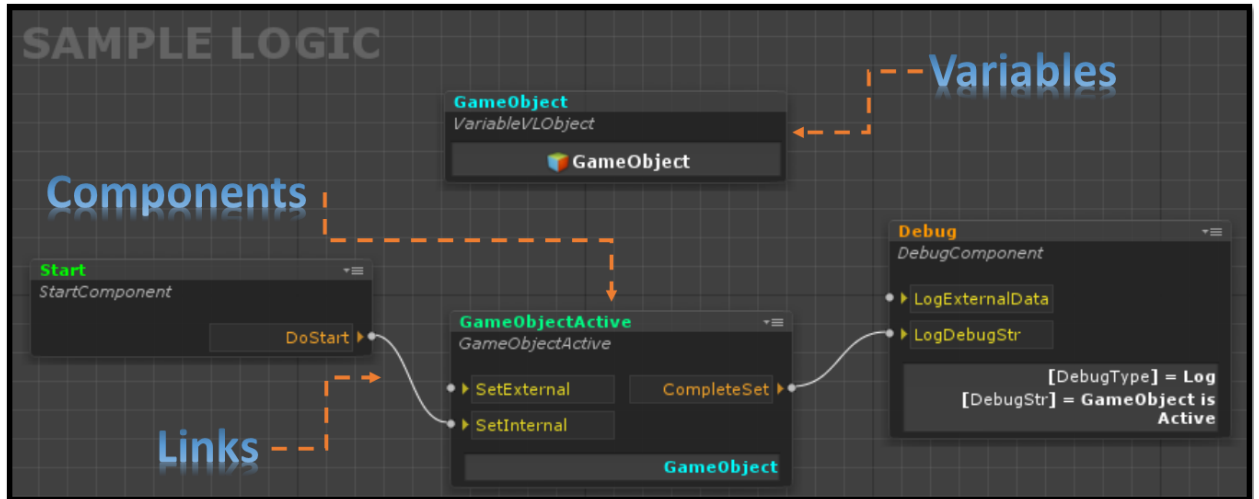 SAMPLE LOGIC
Variables
GameObject
VariableVLObject
GameObject
Components
Start
StartComponent
DoStart
GameObjectActive
GameObjectActive
SetExternal
CompleteSet
SetInternal
GameObject
Links
Debug
DebugComponent
LogExternalData
LogDebugStr
[DebugType] = Log
[DebugStr] = GameObject is
Active